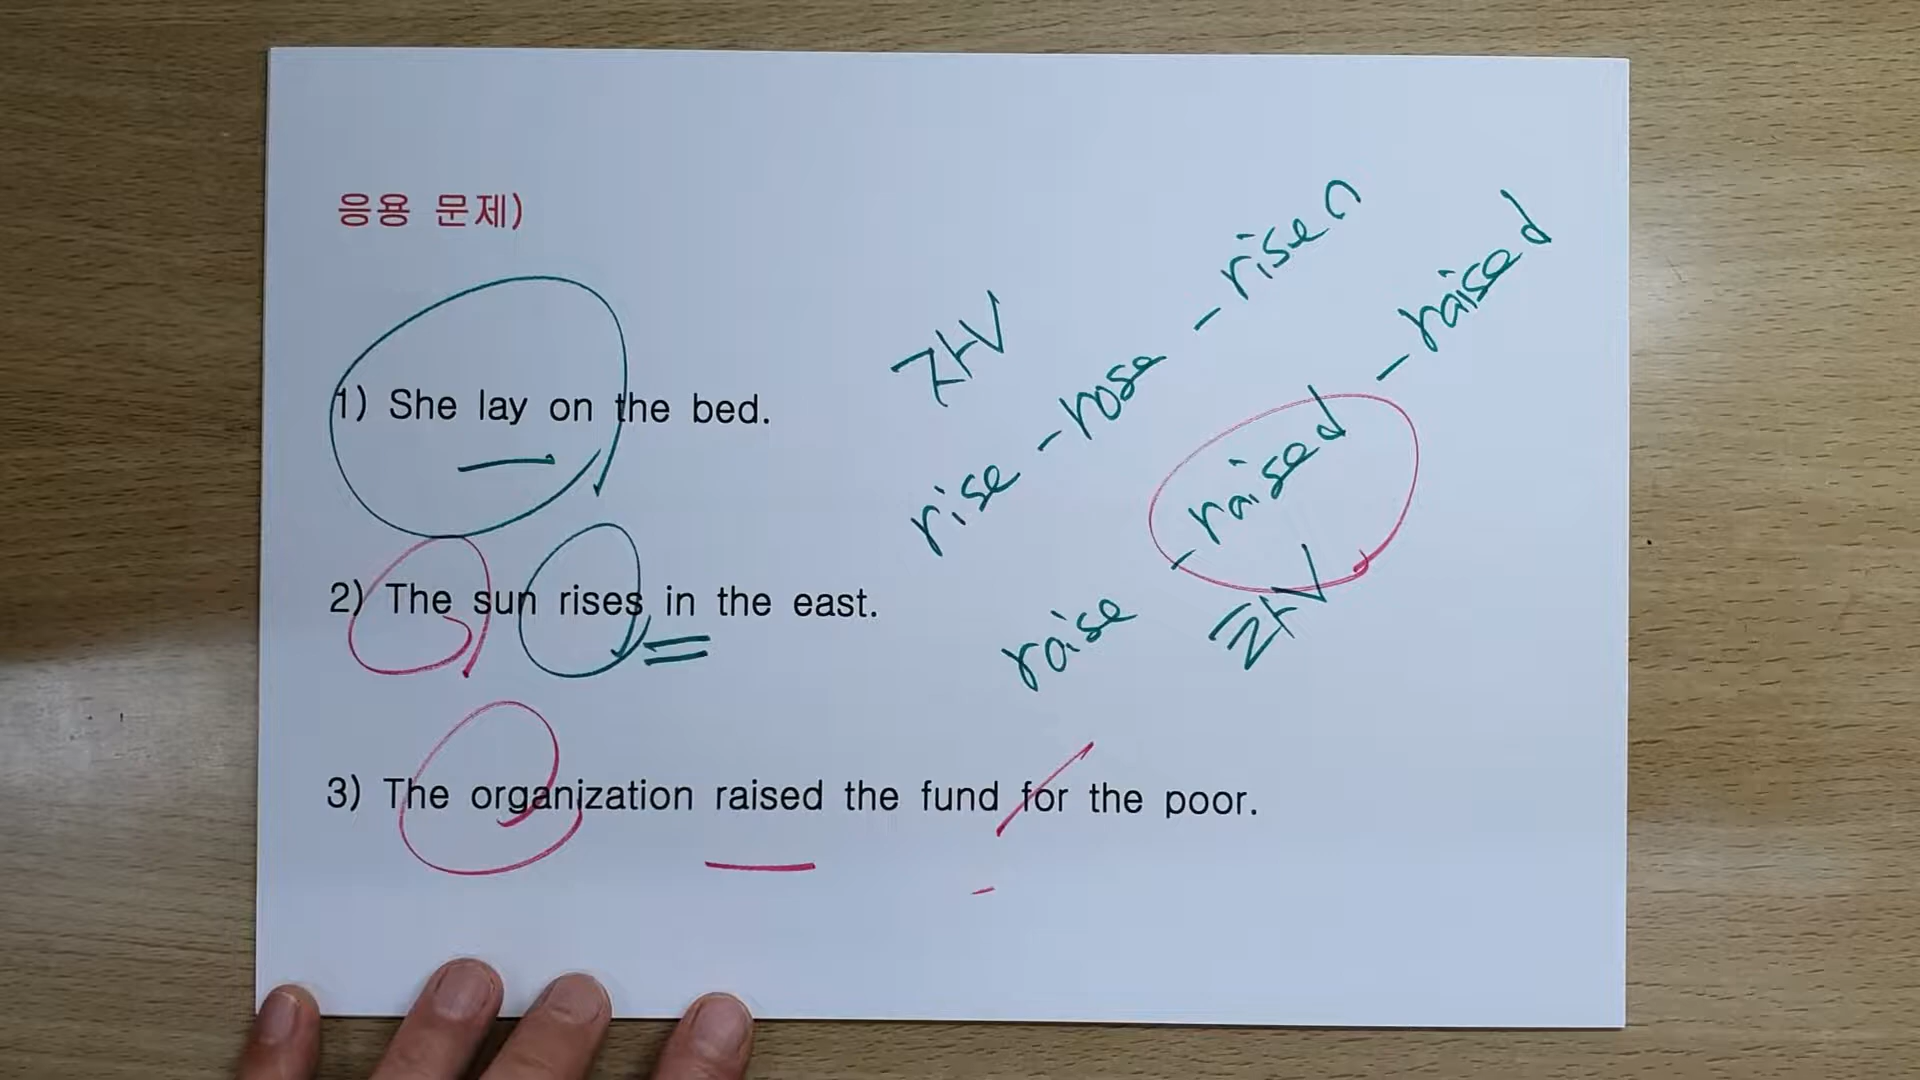 응용 문제)
1) She lay on the bed.
2) The sun rises in the east.
3) The organization raised the fund for the poor.
자V
rise - rose - risen
raise - raised - raised
타V